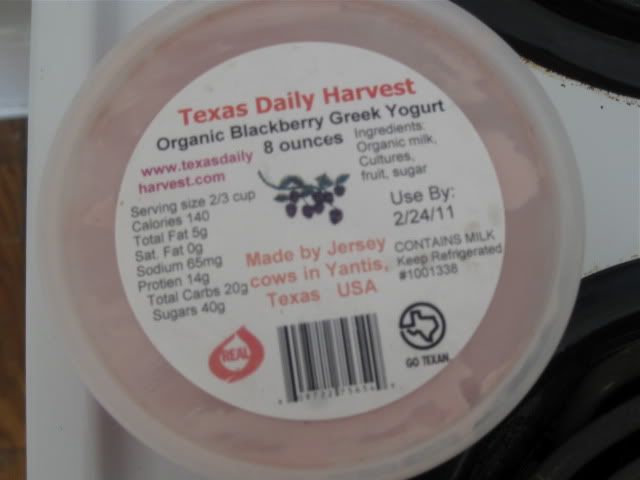 Texas Daily Harvest
Organic Blackberry Greek Yogurt
8 ounces
www.texasdaily
harvest.com
Ingredients:
Organic milk,
Cultures,
fruit, sugar
Serving size 2/3 cup
Calories 140
Total Fat 5g
Sat. Fat 0g
Sodium 65mg
Protien 14g
Total Carbs 20g
Sugars 40g
Use By:
2/24/11
Made by Jersey
cows in Yantis,
Texas USA
CONTAINS MILK
Keep Refrigerated
#1001338
REAL
GO TEXAN